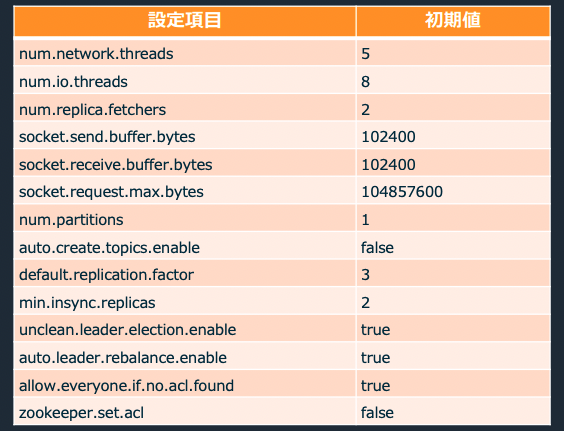 設定項目 初期値
num.network.threads 5
num.io.threads 8
num.replica.fetchers 2
socket.send.buffer.bytes 102400
socket.receive.buffer.bytes 102400
socket.request.max.bytes 104857600
num.partitions 1
auto.create.topics.enable false
default.replication.factor 3
min.insync.replicas 2
unclean.leader.election.enable true
auto.leader.rebalance.enable true
allow.everyone.if.no.acl.found true
zookeeper.set.acl false